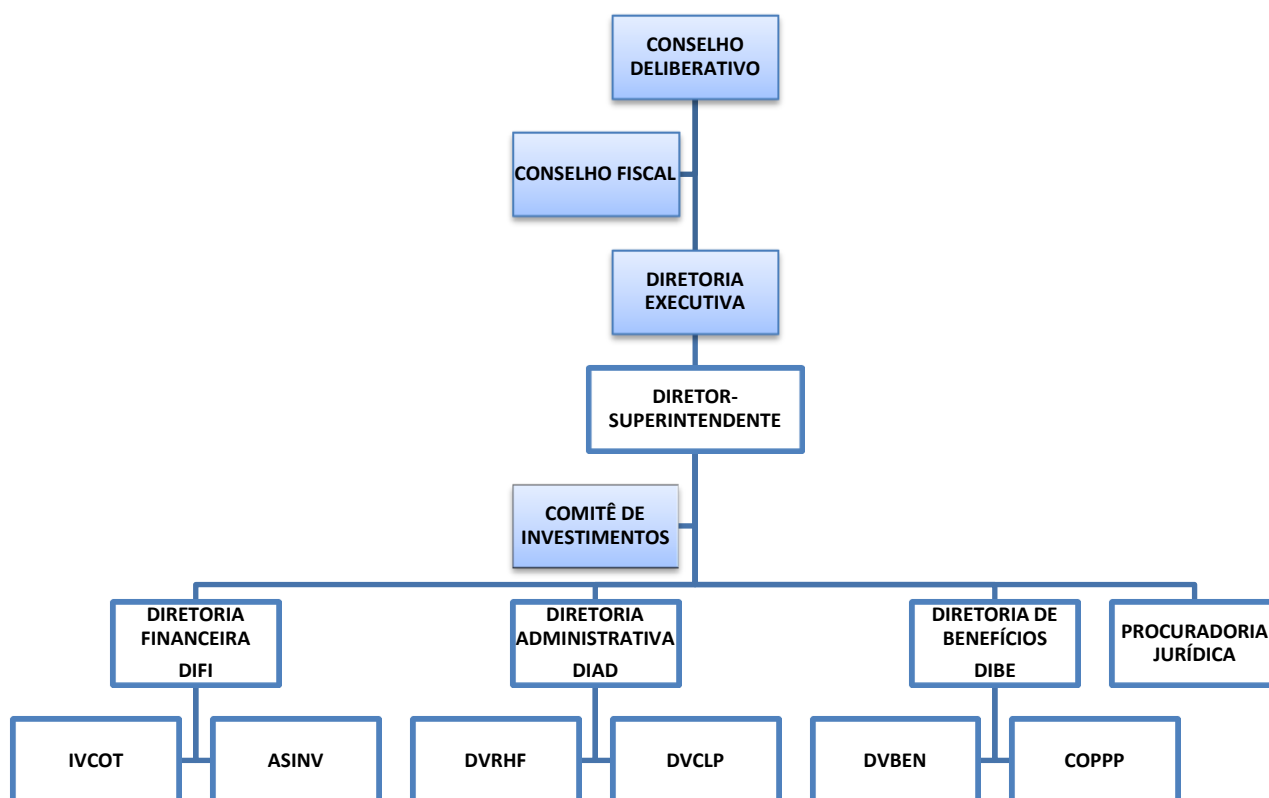 CONSELHO
DELIBERATIVO
CONSELHO FISCAL
DIRETORIA
EXECUTIVA
DIRETOR-
SUPERINTENDENTE
COMITÊ DE
INVESTIMENTOS
DIRETORIA
FINANCEIRA
DIFI
DIRETORIA
ADMINISTRATIVA
DIAD
DIRETORIA DE
BENEFÍCIOS
DIBE
PROCURADORIA
JURÍDICA
IVCOT
ASINV
DVRHF
DVCLP
DVBEN
COPPP